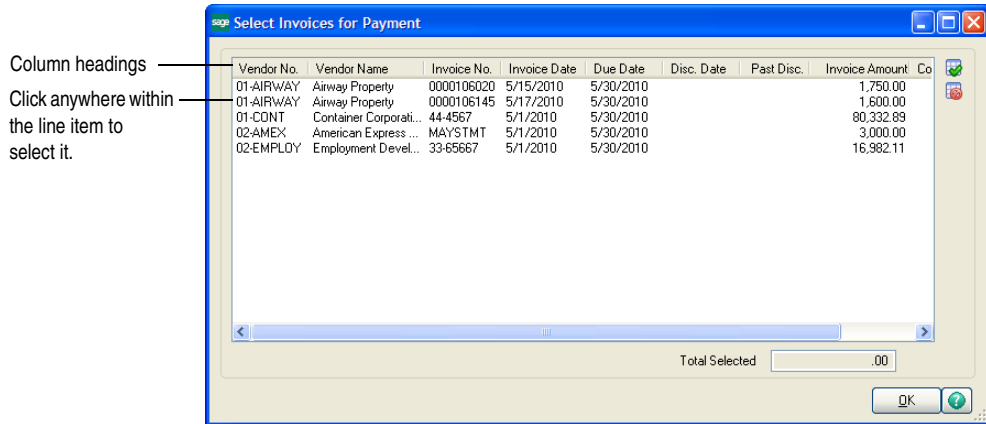 sage Select Invoices for Payment
Column headings
Click anywhere within
the line item to
select it.
Vendor No. Vendor Name Invoice No. Invoice Date Due Date Disc. Date Past Disc. Invoice Amount Co
01-AIRWAY Airway Property 0000106020 5/15/2010 5/30/2010 1,750.00
01-AIRWAY Airway Property 0000106145 5/17/2010 5/30/2010 1,600.00
01-CONT Container Corporati... 44-4567 5/1/2010 5/30/2010 80,332.89
02-AMEX American Express ... MAYSTMT 5/1/2010 5/30/2010 3,000.00
02-EMPLOY Employment Devel... 33-65667 5/1/2010 5/30/2010 16,982.11
Total Selected .00
OK ?